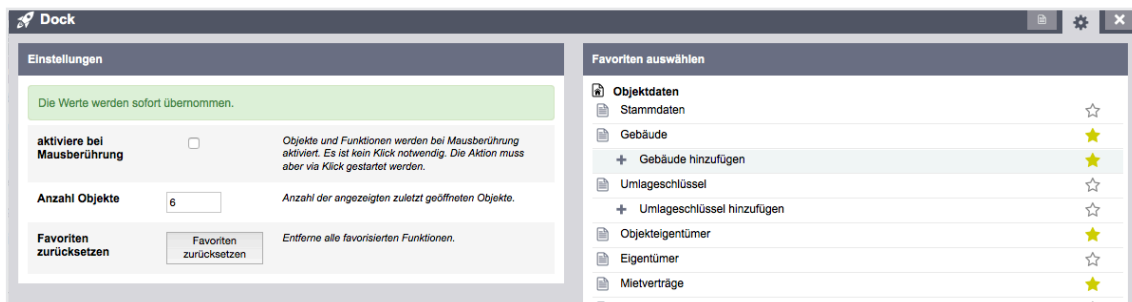 Dock
Einstellungen
Die Werte werden sofort übernommen.
aktiviere bei
Mausberührung
Objekte und Funktionen werden bei Mausberührung
aktiviert. Es ist kein Klick notwendig. Die Aktion muss
aber via Klick gestartet werden.
Anzahl Objekte
6
Anzahl der angezeigten zuletzt geöffneten Objekte.
Favoriten
zurücksetzen
Favoriten
zurücksetzen
Entferne alle favorisierten Funktionen.
Favoriten auswählen
Objektdaten
Stammdaten
Gebäude
Gebäude hinzufügen
Umlageschlüssel
Umlageschlüssel hinzufügen
Objekteigentümer
Eigentümer
Mietverträge